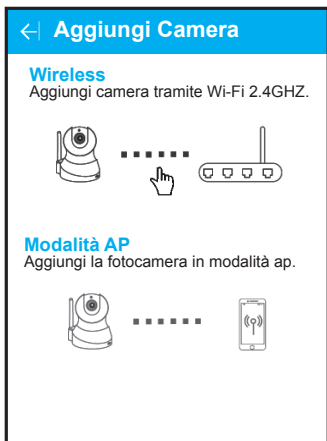 Aggiungi Camera
Wireless
Aggiungi camera tramite Wi-Fi 2.4GHZ.
Modalità AP
Aggiungi la fotocamera in modalità ap.